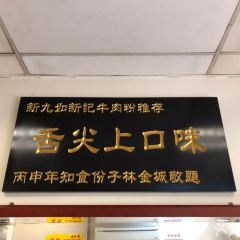 新九如新記牛肉粉雅存
舌尖上口味
丙申年知食份子林金城敬題